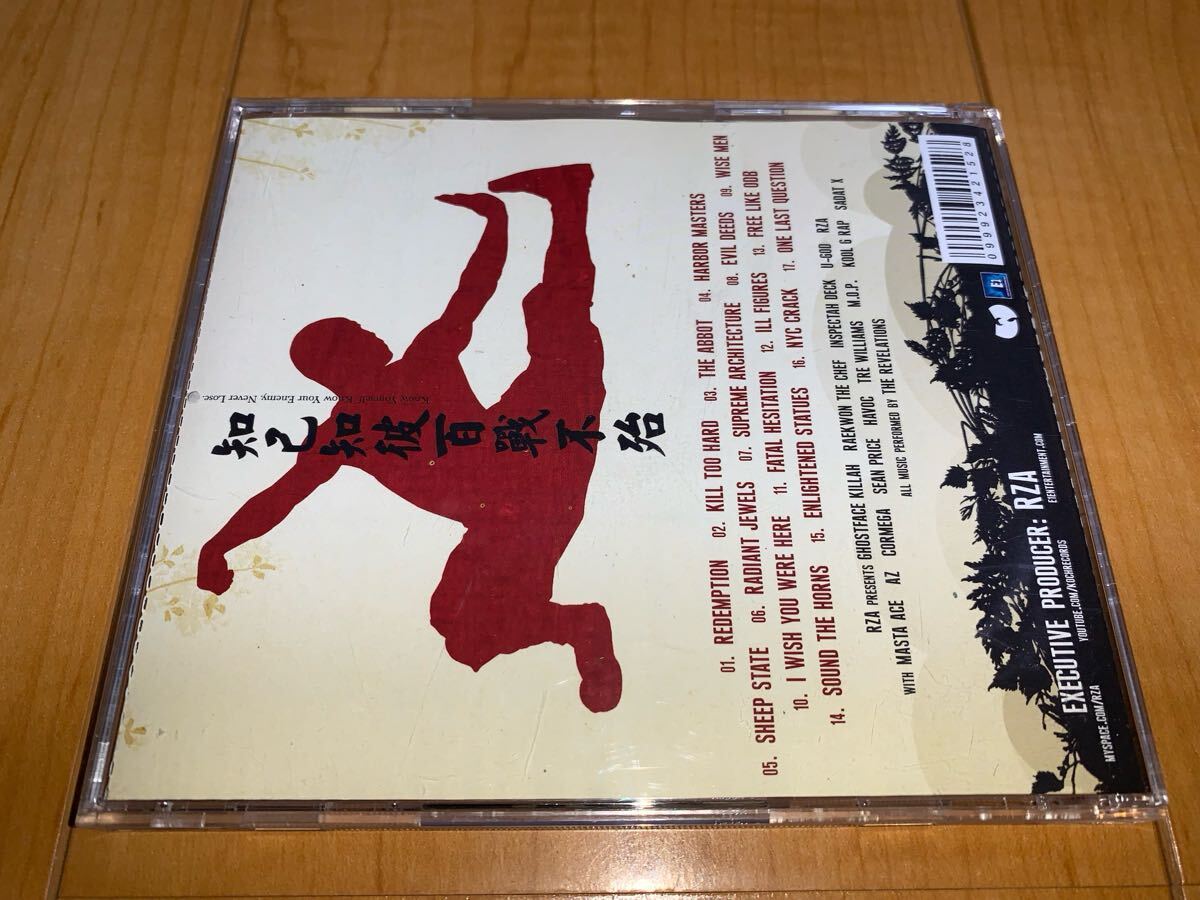 知己知彼百戰不殆
Know Yourself. Know Your Enemy. Never Lose.
01. REDEMPTION 02. KILL TOO HARD 03. THE ABBOT 04. HARBOR MASTERS
05. SHEEP STATE 06. RADIANT JEWELS 07. SUPREME ARCHITECTURE 08. EVIL DEEDS 09. WISE MEN
10. I WISH YOU WERE HERE 11. FATAL HESITATION 12. ILL FIGURES 13. FREE LIKE ODB
14. SOUND THE HORNS 15. ENLIGHTENED STATUES 16. NYC CRACK 17. ONE LAST QUESTION
RZA PRESENTS GHOSTFACE KILLAH RAEKWON THE CHEF INSPECTAH DECK U-GOD RZA
WITH MASTA ACE AZ CORMEGA SEAN PRICE HAVOC TRE WILLIAMS M.O.P. KOOL G RAP SADAT X
ALL MUSIC PERFORMED BY THE REVELATIONS
EXECUTIVE PRODUCER: RZA
MYSPACE.COM/RZA YOUTUBE.COM/KOCHRECORDS E1ENTERTAINMENT.COM
E1
0 99923 42152 8